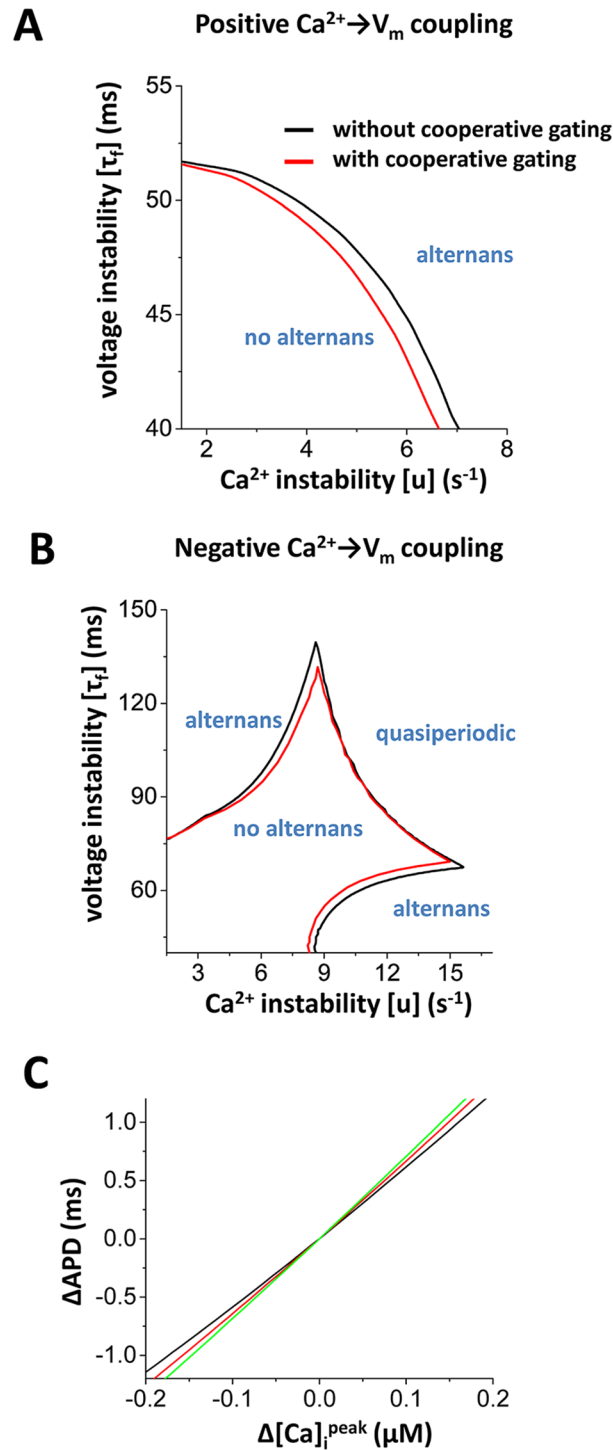 A
Positive Ca²⁺→Vₘ coupling
voltage instability [τf] (ms)
55
50
45
40
without cooperative gating
with cooperative gating
alternans
no alternans
2
4
6
8
Ca²⁺ instability [u] (s⁻¹)
B
Negative Ca²⁺→Vₘ coupling
voltage instability [τf] (ms)
150
120
90
60
alternans
quasiperiodic
no alternans
alternans
3
6
9
12
15
Ca²⁺ instability [u] (s⁻¹)
C
ΔAPD (ms)
1.0
0.5
0.0
-0.5
-1.0
-0.2
-0.1
0.0
0.1
0.2
Δ[Ca]ᵢᵖᵉᵃᵏ (μM)